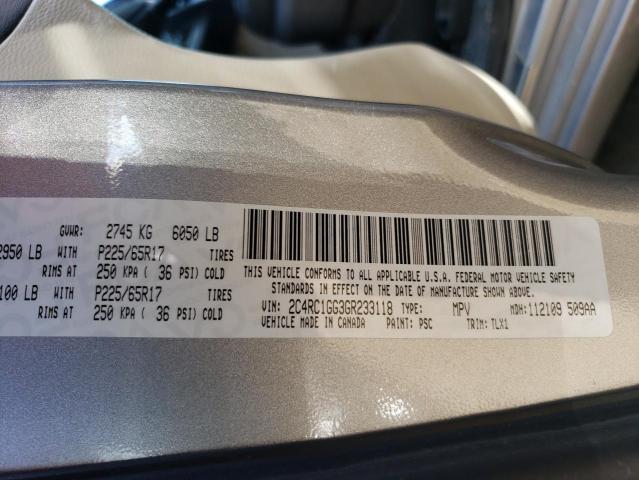 GVWR: 2745 KG 6050 LB
2950 LB WITH P225/65R17 TIRES
RIMS AT 250 KPA ( 36 PSI) COLD
100 LB WITH P225/65R17 TIRES
RIMS AT 250 KPA ( 36 PSI) COLD
THIS VEHICLE CONFORMS TO ALL APPLICABLE U.S.A. FEDERAL MOTOR VEHICLE SAFETY
STANDARDS IN EFFECT ON THE DATE OF MANUFACTURE SHOWN ABOVE.
VIN: 2C4RC1GG3GR233118 TYPE: MPV MDH: 112109 509AA
VEHICLE MADE IN CANADA PAINT: PSC TRIM: TLX1